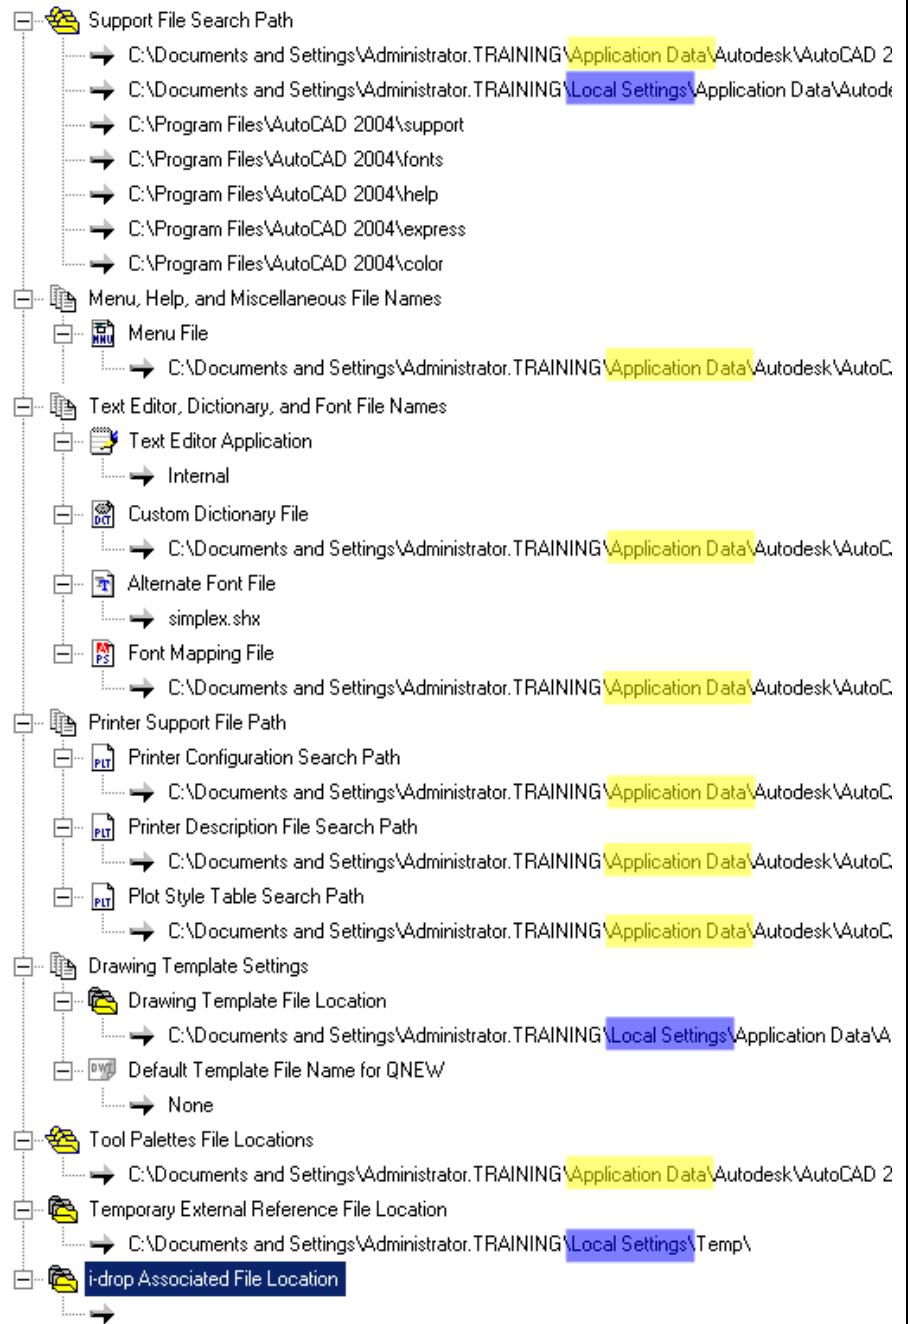 Support File Search Path
C:\Documents and Settings\Administrator.TRAINING\Application Data\Autodesk\AutoCAD 2
C:\Documents and Settings\Administrator.TRAINING\Local Settings\Application Data\Autode
C:\Program Files\AutoCAD 2004\support
C:\Program Files\AutoCAD 2004\fonts
C:\Program Files\AutoCAD 2004\help
C:\Program Files\AutoCAD 2004\express
C:\Program Files\AutoCAD 2004\color
Menu, Help, and Miscellaneous File Names
MNU Menu File
C:\Documents and Settings\Administrator.TRAINING\Application Data\Autodesk\AutoC
Text Editor, Dictionary, and Font File Names
Text Editor Application
Internal
DCT Custom Dictionary File
C:\Documents and Settings\Administrator.TRAINING\Application Data\Autodesk\AutoC
Alternate Font File
simplex.shx
PS Font Mapping File
C:\Documents and Settings\Administrator.TRAINING\Application Data\Autodesk\AutoC
Printer Support File Path
PLT Printer Configuration Search Path
C:\Documents and Settings\Administrator.TRAINING\Application Data\Autodesk\AutoC
PLT Printer Description File Search Path
C:\Documents and Settings\Administrator.TRAINING\Application Data\Autodesk\AutoC
PLT Plot Style Table Search Path
C:\Documents and Settings\Administrator.TRAINING\Application Data\Autodesk\AutoC
Drawing Template Settings
Drawing Template File Location
C:\Documents and Settings\Administrator.TRAINING\Local Settings\Application Data\A
DWT Default Template File Name for QNEW
None
Tool Palettes File Locations
C:\Documents and Settings\Administrator.TRAINING\Application Data\Autodesk\AutoCAD 2
Temporary External Reference File Location
C:\Documents and Settings\Administrator.TRAINING\Local Settings\Temp\
i-drop Associated File Location